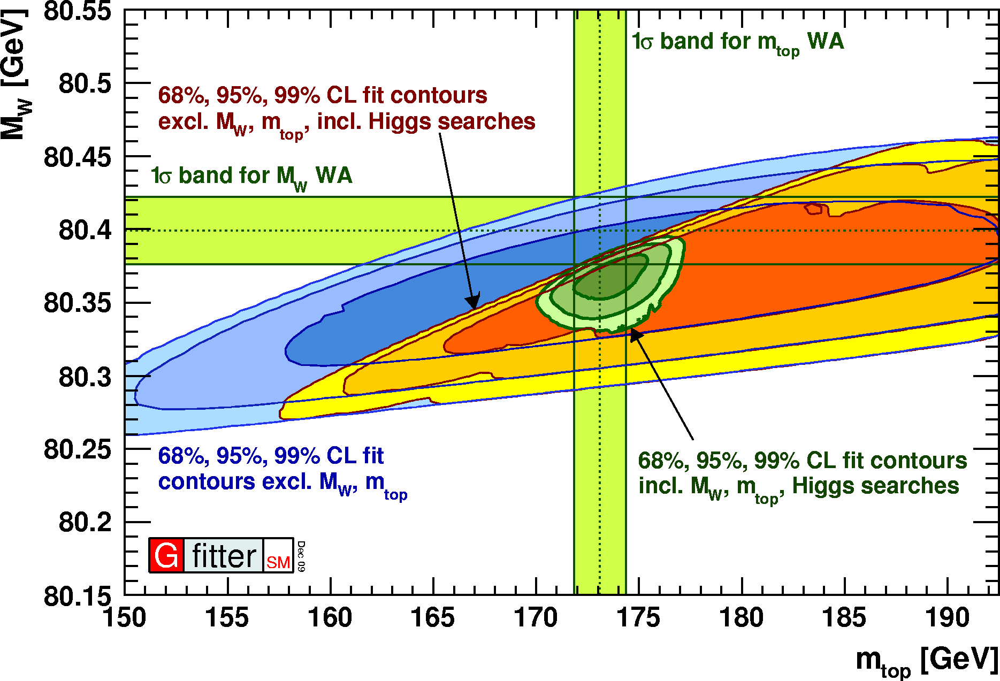 M_W [GeV]
80.55
80.5
80.45
80.4
80.35
80.3
80.25
80.2
80.15
1σ band for m_top WA
68%, 95%, 99% CL fit contours
excl. M_W, m_top, incl. Higgs searches
1σ band for M_W WA
68%, 95%, 99% CL fit
contours excl. M_W, m_top
68%, 95%, 99% CL fit contours
incl. M_W, m_top, Higgs searches
G fitter SM
Dec 09
150 155 160 165 170 175 180 185 190
m_top [GeV]